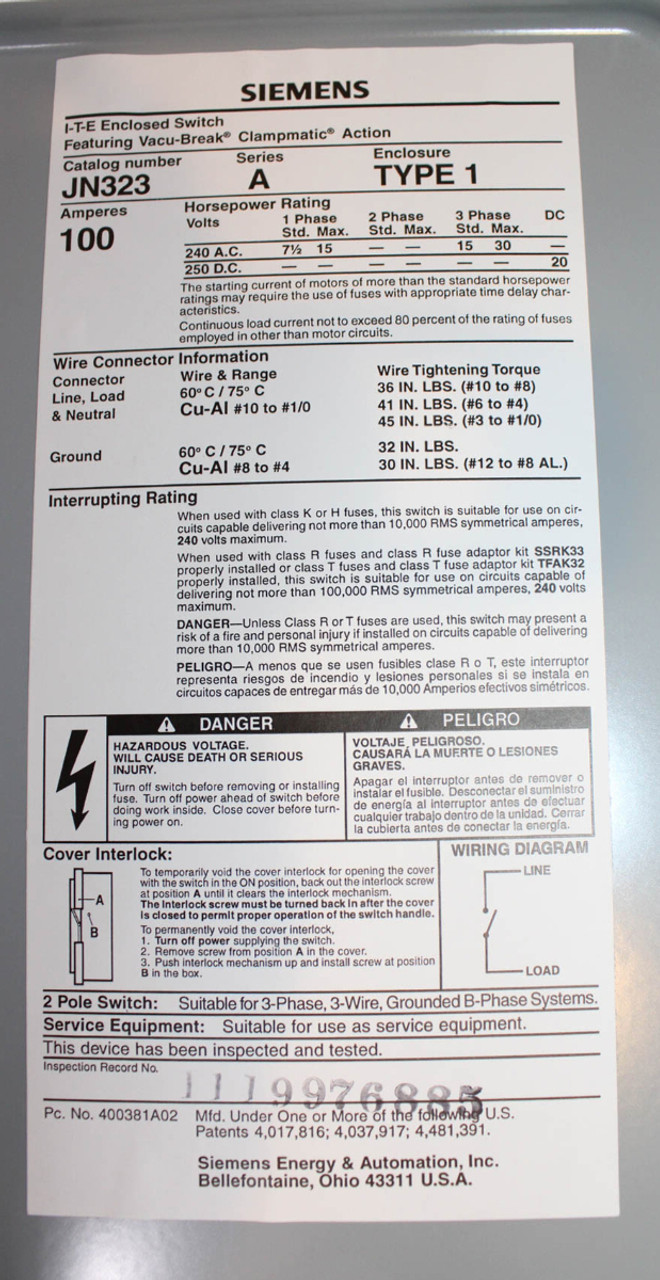 SIEMENS
I-T-E Enclosed Switch
Featuring Vacu-Break® Clampmatic® Action
Catalog number Series Enclosure
JN323 A TYPE 1
Amperes Horsepower Rating
100 Volts 1 Phase 2 Phase 3 Phase DC
Std. Max. Std. Max. Std. Max.
240 A.C. 7½ 15 — — 15 30 —
250 D.C. — — — — — — 20
The starting current of motors of more than the standard horsepower
ratings may require the use of fuses with appropriate time delay char-
acteristics.
Continuous load current not to exceed 80 percent of the rating of fuses
employed in other than motor circuits.
Wire Connector Information
Connector Wire & Range Wire Tightening Torque
Line, Load 60° C / 75° C 36 IN. LBS. (#10 to #8)
& Neutral Cu-Al #10 to #1/0 41 IN. LBS. (#6 to #4)
45 IN. LBS. (#3 to #1/0)
Ground 60° C / 75° C 32 IN. LBS.
Cu-Al #8 to #4 30 IN. LBS. (#12 to #8 AL.)
Interrupting Rating
When used with class K or H fuses, this switch is suitable for use on cir-
cuits capable delivering not more than 10,000 RMS symmetrical amperes,
240 volts maximum.
When used with class R fuses and class R fuse adaptor kit SSRK33
properly installed or class T fuses and class T fuse adaptor kit TFAK32
properly installed, this switch is suitable for use on circuits capable of
delivering not more than 100,000 RMS symmetrical amperes, 240 volts
maximum.
DANGER—Unless Class R or T fuses are used, this switch may present a
risk of a fire and personal injury if installed on circuits capable of delivering
more than 10,000 RMS symmetrical amperes.
PELIGRO—A menos que se usen fusibles clase R o T, este interruptor
representa riesgos de incendio y lesiones personales si se instala en
circuitos capaces de entregar más de 10,000 Amperios efectivos simétricos.
DANGER
HAZARDOUS VOLTAGE.
WILL CAUSE DEATH OR SERIOUS
INJURY.
Turn off switch before removing or installing
fuse. Turn off power ahead of switch before
doing work inside. Close cover before turn-
ing power on.
PELIGRO
VOLTAJE PELIGROSO.
CAUSARÁ LA MUERTE O LESIONES
GRAVES.
Apagar el interruptor antes de remover o
instalar el fusible. Desconectar el suministro
de energía al interruptor antes de efectuar
cualquier trabajo dentro de la unidad. Cerrar
la cubierta antes de conectar la energía.
Cover Interlock:
A
B
To temporarily void the cover interlock for opening the cover
with the switch in the ON position, back out the interlock screw
at position A until it clears the interlock mechanism.
The Interlock screw must be turned back in after the cover
is closed to permit proper operation of the switch handle.
To permanently void the cover interlock,
1. Turn off power supplying the switch.
2. Remove screw from position A in the cover.
3. Push interlock mechanism up and install screw at position
B in the box.
WIRING DIAGRAM
LINE
LOAD
2 Pole Switch: Suitable for 3-Phase, 3-Wire, Grounded B-Phase Systems.
Service Equipment: Suitable for use as service equipment.
This device has been inspected and tested.
Inspection Record No.
1119976885
Pc. No. 400381A02 Mfd. Under One or More of the following U.S.
Patents 4,017,816; 4,037,917; 4,481,391.
Siemens Energy & Automation, Inc.
Bellefontaine, Ohio 43311 U.S.A.